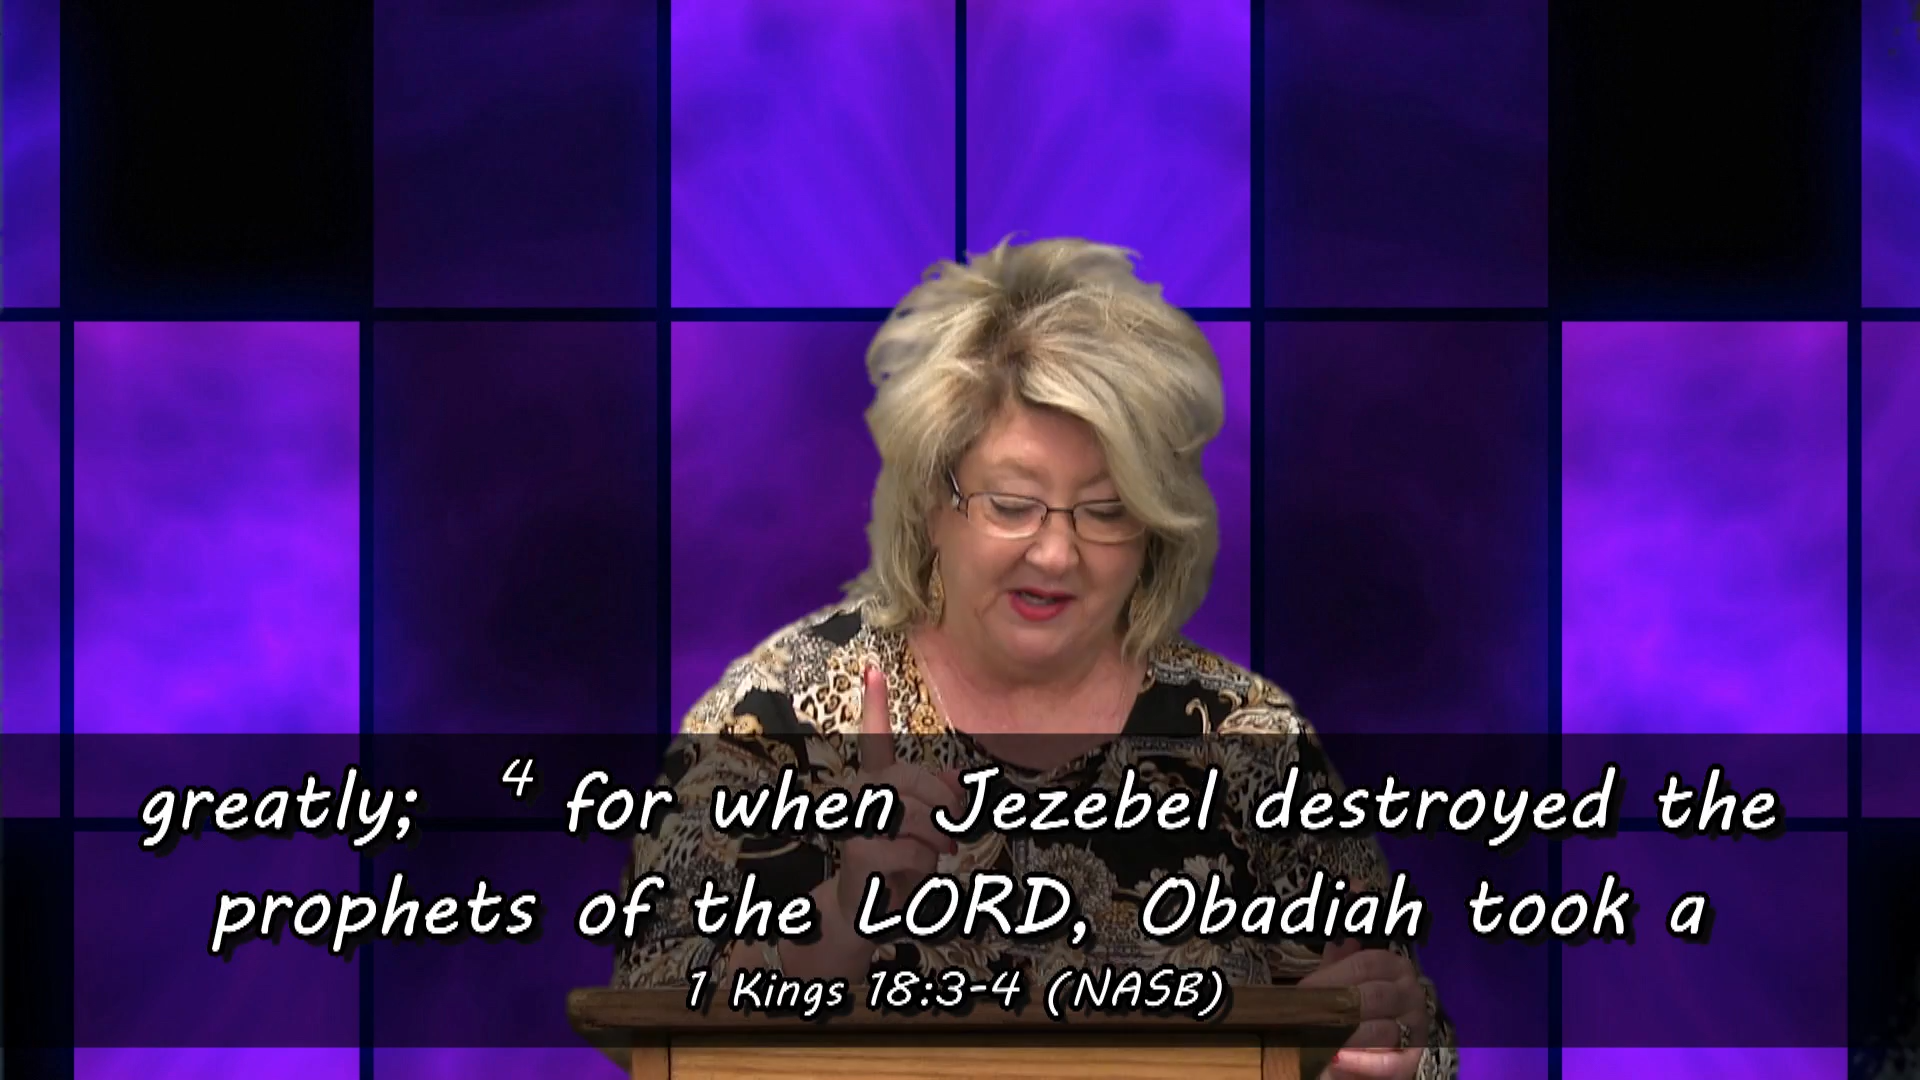 greatly; 4 for when Jezebel destroyed the
prophets of the LORD, Obadiah took a
1 Kings 18:3-4 (NASB)